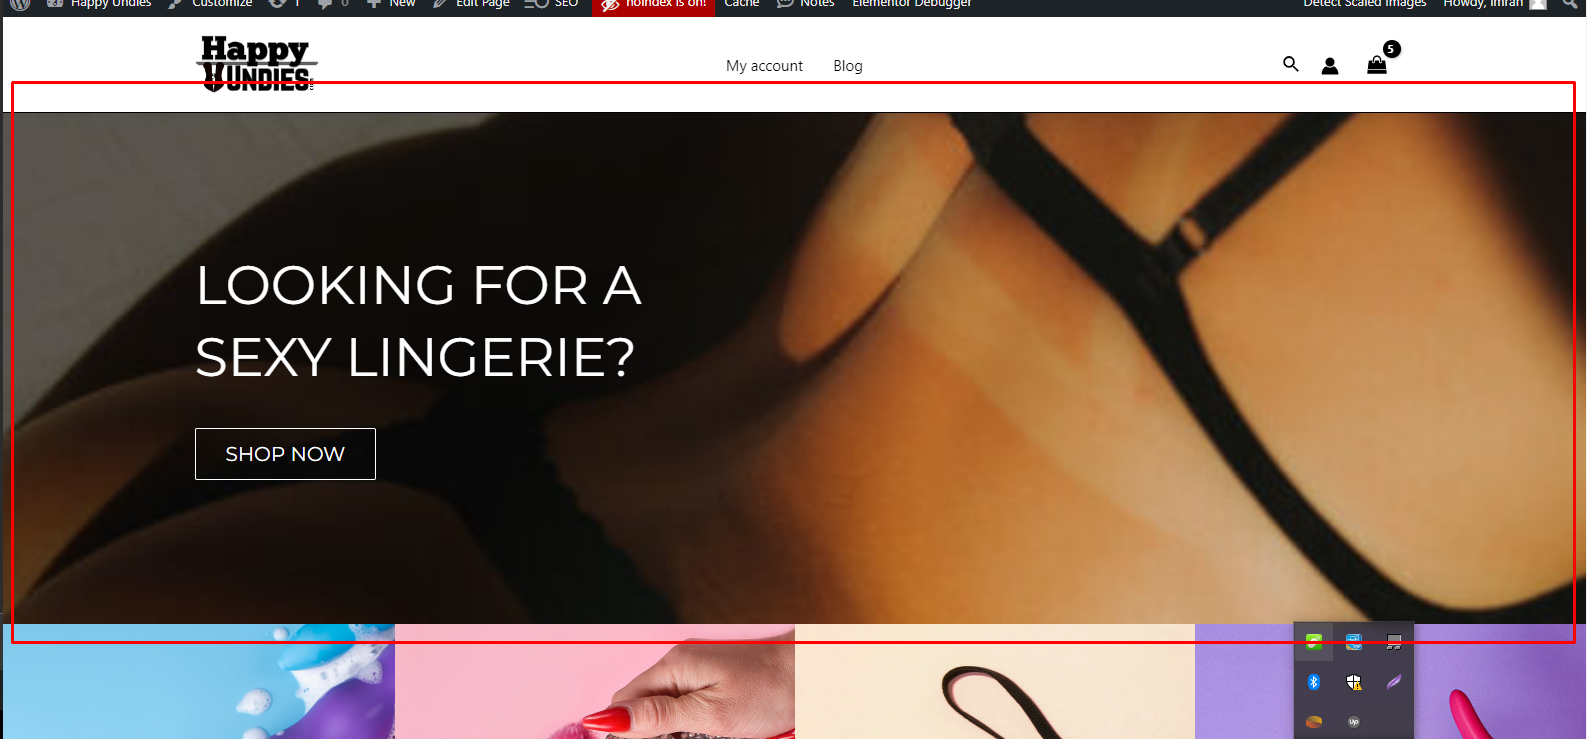 Happy Undies Customize 1 0 New Edit Page SEO noindex is on! Cache Notes Elementor Debugger Detect Scaled Images Howdy, Imran
Happy
UNDIES
My account Blog 5
LOOKING FOR A
SEXY LINGERIE?
SHOP NOW
up